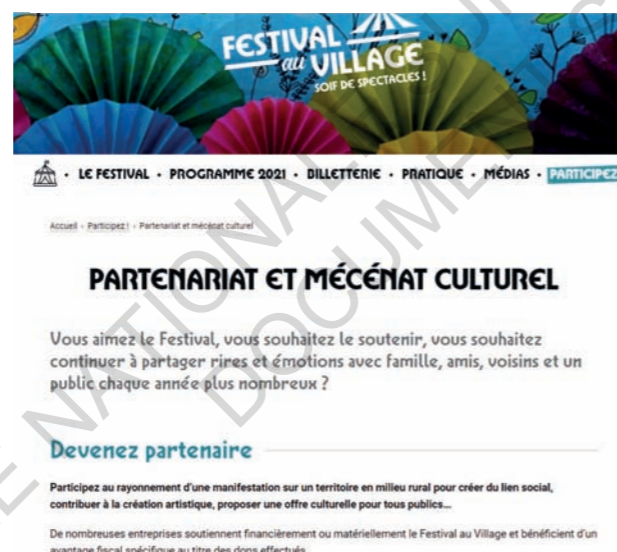 FESTIVAL
au VILLAGE
SOIF DE SPECTACLES !
• LE FESTIVAL • PROGRAMME 2021 • BILLETTERIE • PRATIQUE • MÉDIAS • PARTICIPEZ
Accueil › Participez ! › Partenariat et mécénat culturel
PARTENARIAT ET MÉCÉNAT CULTUREL
Vous aimez le Festival, vous souhaitez le soutenir, vous souhaitez
continuer à partager rires et émotions avec famille, amis, voisins et un
public chaque année plus nombreux ?
Devenez partenaire
Participez au rayonnement d'une manifestation sur un territoire en milieu rural pour créer du lien social,
contribuer à la création artistique, proposer une offre culturelle pour tous publics...
De nombreuses entreprises soutiennent financièrement ou matériellement le Festival au Village et bénéficient d'un
avantage fiscal spécifique au titre des dons effectués